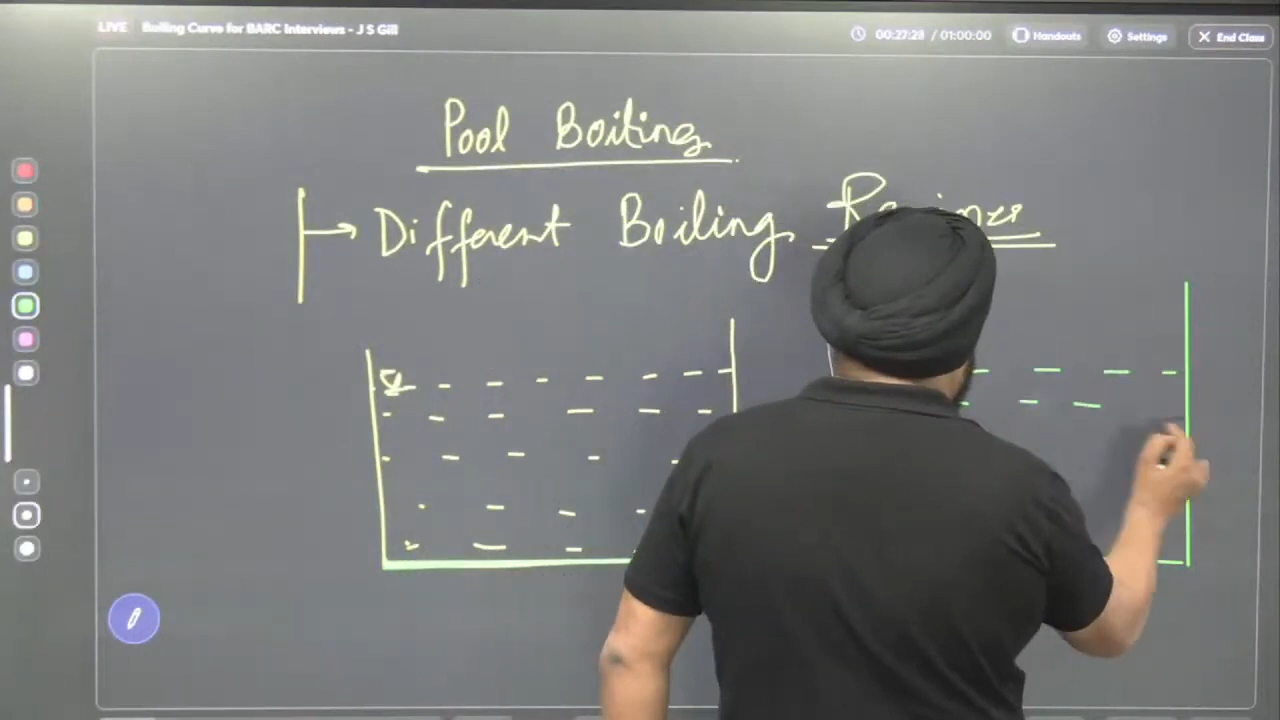 LIVE Boiling Curve for BARC Interviews - J S Gill
00:27:28 / 01:00:00 Handouts Settings End Class
Pool Boiling
Different Boiling